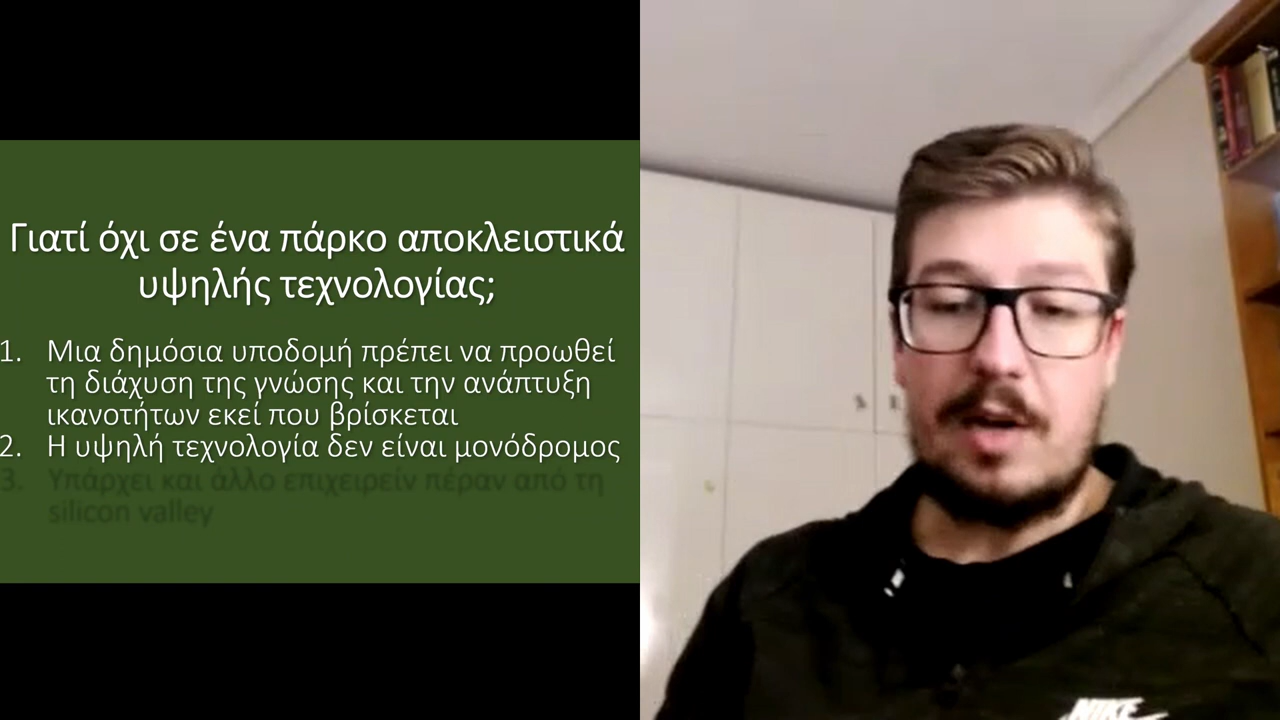 Γιατί όχι σε ένα πάρκο αποκλειστικά
υψηλής τεχνολογίας;
1. Μια δημόσια υποδομή πρέπει να προωθεί
τη διάχυση της γνώσης και την ανάπτυξη
ικανοτήτων εκεί που βρίσκεται
2. Η υψηλή τεχνολογία δεν είναι μονόδρομος
3. Υπάρχει και άλλο επιχειρείν πέραν από τη
silicon valley
NIKE